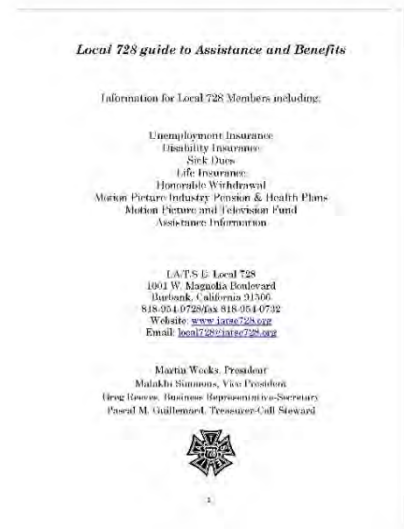 Local 728 guide to Assistance and Benefits
Information for Local 728 Members including:
Unemployment Insurance
Disability Insurance
Sick Dues
Life Insurance
Honorable Withdrawal
Motion Picture Industry Pension & Health Plans
Motion Picture and Television Fund
Assistance Information
I.A.T.S.E. Local 728
1001 W. Magnolia Boulevard
Burbank, California 91506
818-954-0728/fax 818-954-0732
Website: www.iatse728.org
Email: local728@iatse728.org
Martin Weeks, President
Malakhi Simmons, Vice President
Greg Reeves, Business Representative-Secretary
Pascal M. Guillemard, Treasurer-Call Steward
1